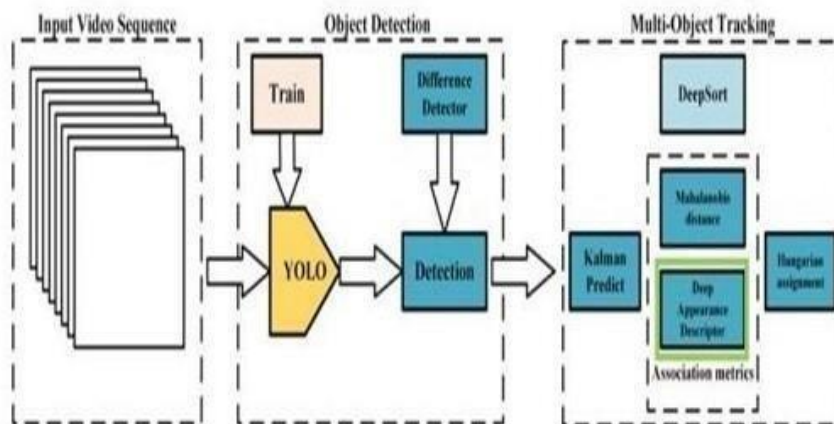 Input Video Sequence
Object Detection
Multi-Object Tracking
Train
Difference
Detector
DeepSort
YOLO
Detection
Kalman
Predict
Mahalanobis
distance
Deep
Appearance
Descriptor
Hungarian
assignment
Association metrics